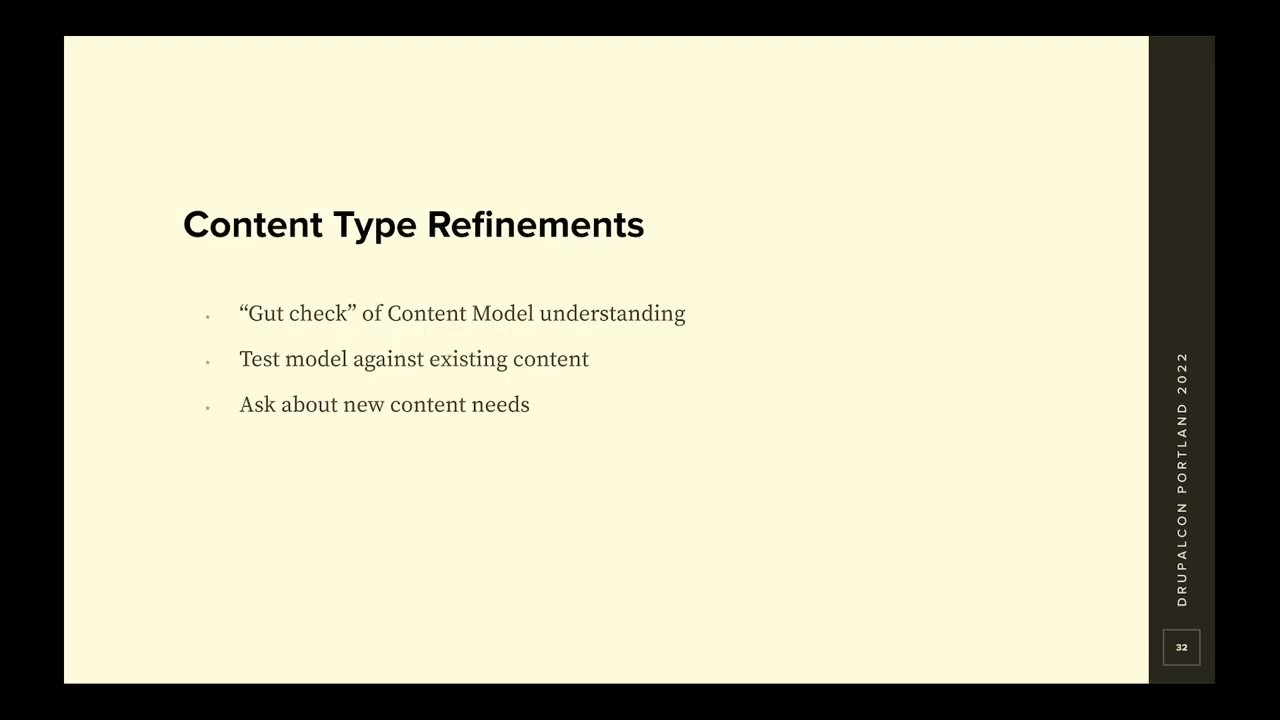 Content Type Refinements
“Gut check” of Content Model understanding
Test model against existing content
Ask about new content needs
DRUPALCON PORTLAND 2022
32